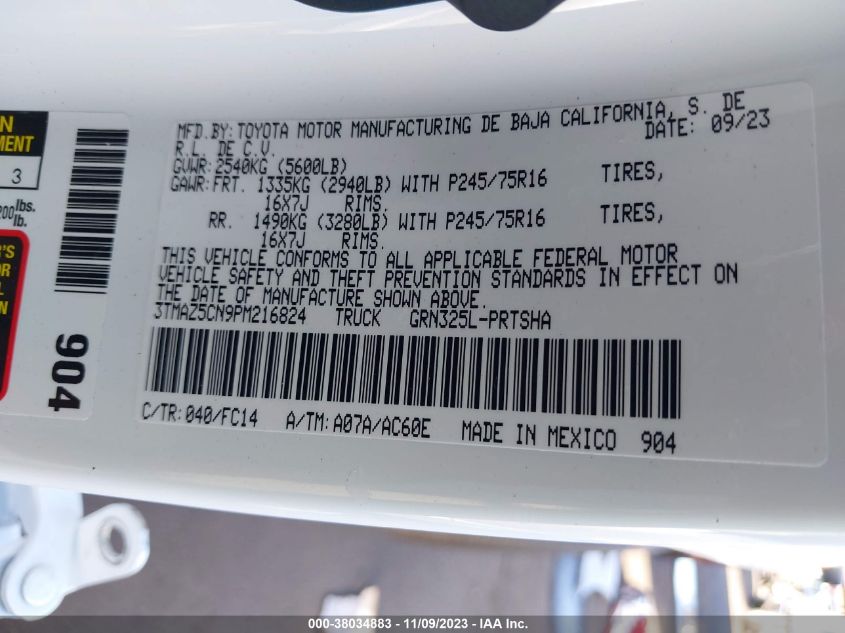 N
MENT
3
200lbs.
lb.
R'S
OR
L
N
904
MFD.BY:TOYOTA MOTOR MANUFACTURING DE BAJA CALIFORNIA, S. DE
R.L. DE C.V. DATE: 09/23
GVWR:2540KG (5600LB)
GAWR:FRT. 1335KG (2940LB) WITH P245/75R16 TIRES,
16X7J RIMS.
RR. 1490KG (3280LB) WITH P245/75R16 TIRES,
16X7J RIMS.
THIS VEHICLE CONFORMS TO ALL APPLICABLE FEDERAL MOTOR
VEHICLE SAFETY AND THEFT PREVENTION STANDARDS IN EFFECT ON
THE DATE OF MANUFACTURE SHOWN ABOVE.
3TMAZ5CN9PM216824 TRUCK GRN325L-PRTSHA
C/TR:040/FC14 A/TM:A07A/AC60E MADE IN MEXICO 904
000-38034883 - 11/09/2023 - IAA Inc.